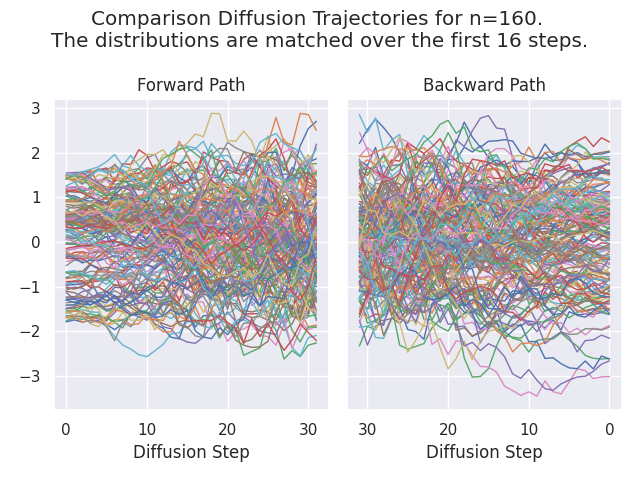 Comparison Diffusion Trajectories for n=160.
The distributions are matched over the first 16 steps.
Forward Path
Backward Path
3
2
1
0
−1
−2
−3
0 10 20 30
30 20 10 0
Diffusion Step
Diffusion Step